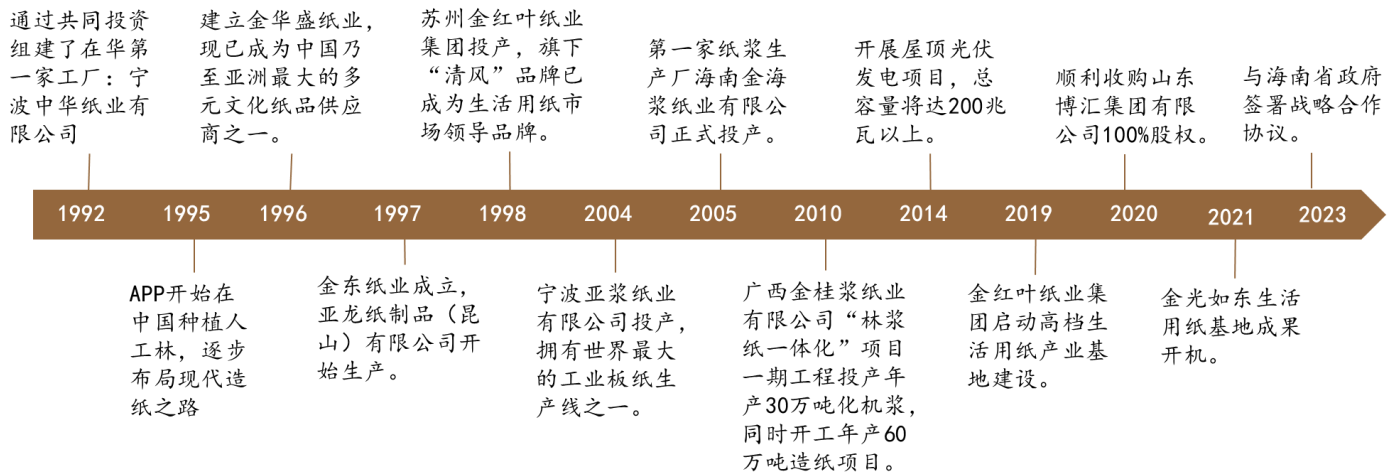 通过共同投资
组建了在华第
一家工厂：宁
波中华纸业有
限公司
建立金华盛纸业，
现已成为中国乃
至亚洲最大的多
元文化纸品供应
商之一。
苏州金红叶纸业
集团投产，旗下
“清风”品牌已
成为生活用纸市
场领导品牌。
第一家纸浆生
产厂海南金海
浆纸业有限公
司正式投产。
开展屋顶光伏
发电项目，总
容量将达200兆
瓦以上。
顺利收购山东
博汇集团有限
公司100%股权。
与海南省政府
签署战略合作
协议。
1992 1995 1996 1997 1998 2004 2005 2010 2014 2019 2020 2021 2023
APP开始在
中国种植人
工林，逐步
布局现代造
纸之路
金东纸业成立，
亚龙纸制品（昆
山）有限公司开
始生产。
宁波亚浆纸业
有限公司投产，
拥有世界最大
的工业板纸生
产线之一。
广西金桂浆纸业
有限公司“林浆
纸一体化”项目
一期工程投产年
产30万吨化机浆，
同时开工年产60
万吨造纸项目。
金红叶纸业集
团启动高档生
活用纸产业基
地建设。
金光如东生活
用纸基地成果
开机。